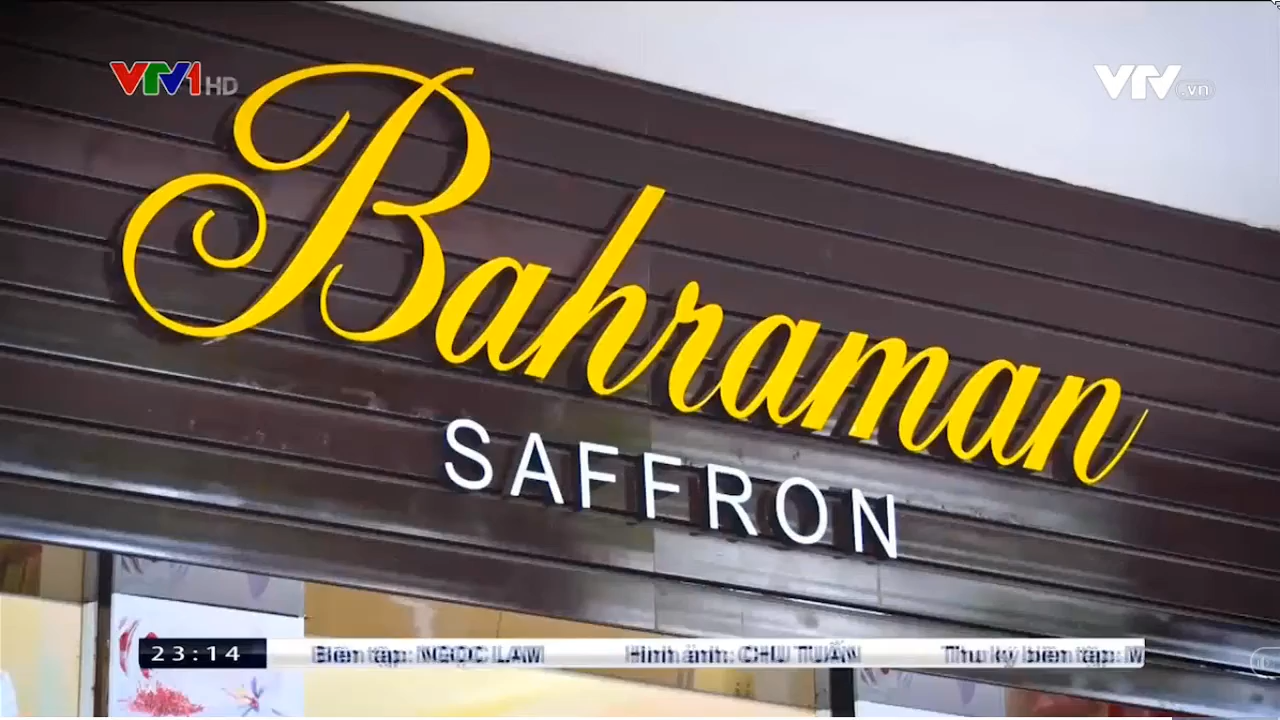 VTV1 HD
VTV.vn
Bahraman
SAFFRON
23:14 Biên tập: NGỌC LAM Hình ảnh: CHU TUẤN Thư ký biên tập: